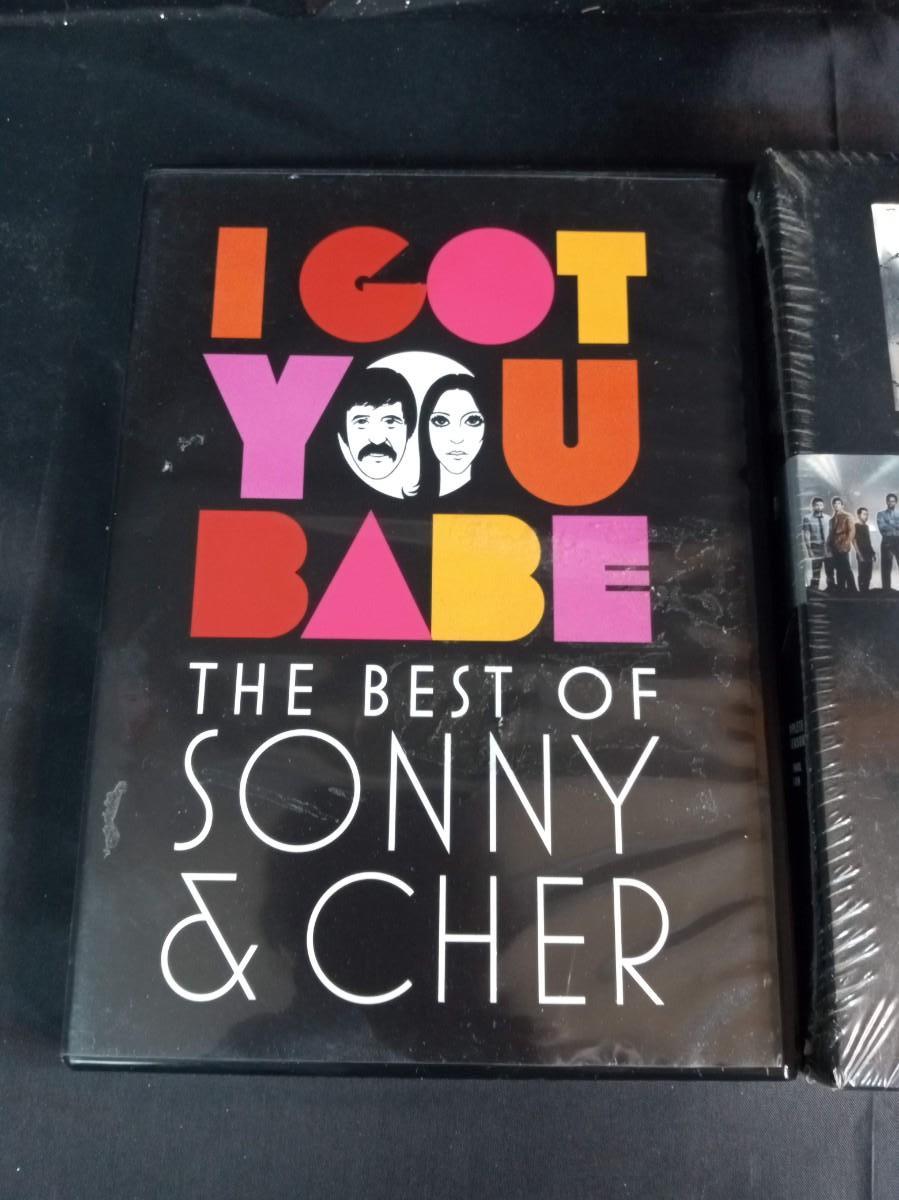 I GOT
YOU
BABE
THE BEST OF
SONNY
& CHER